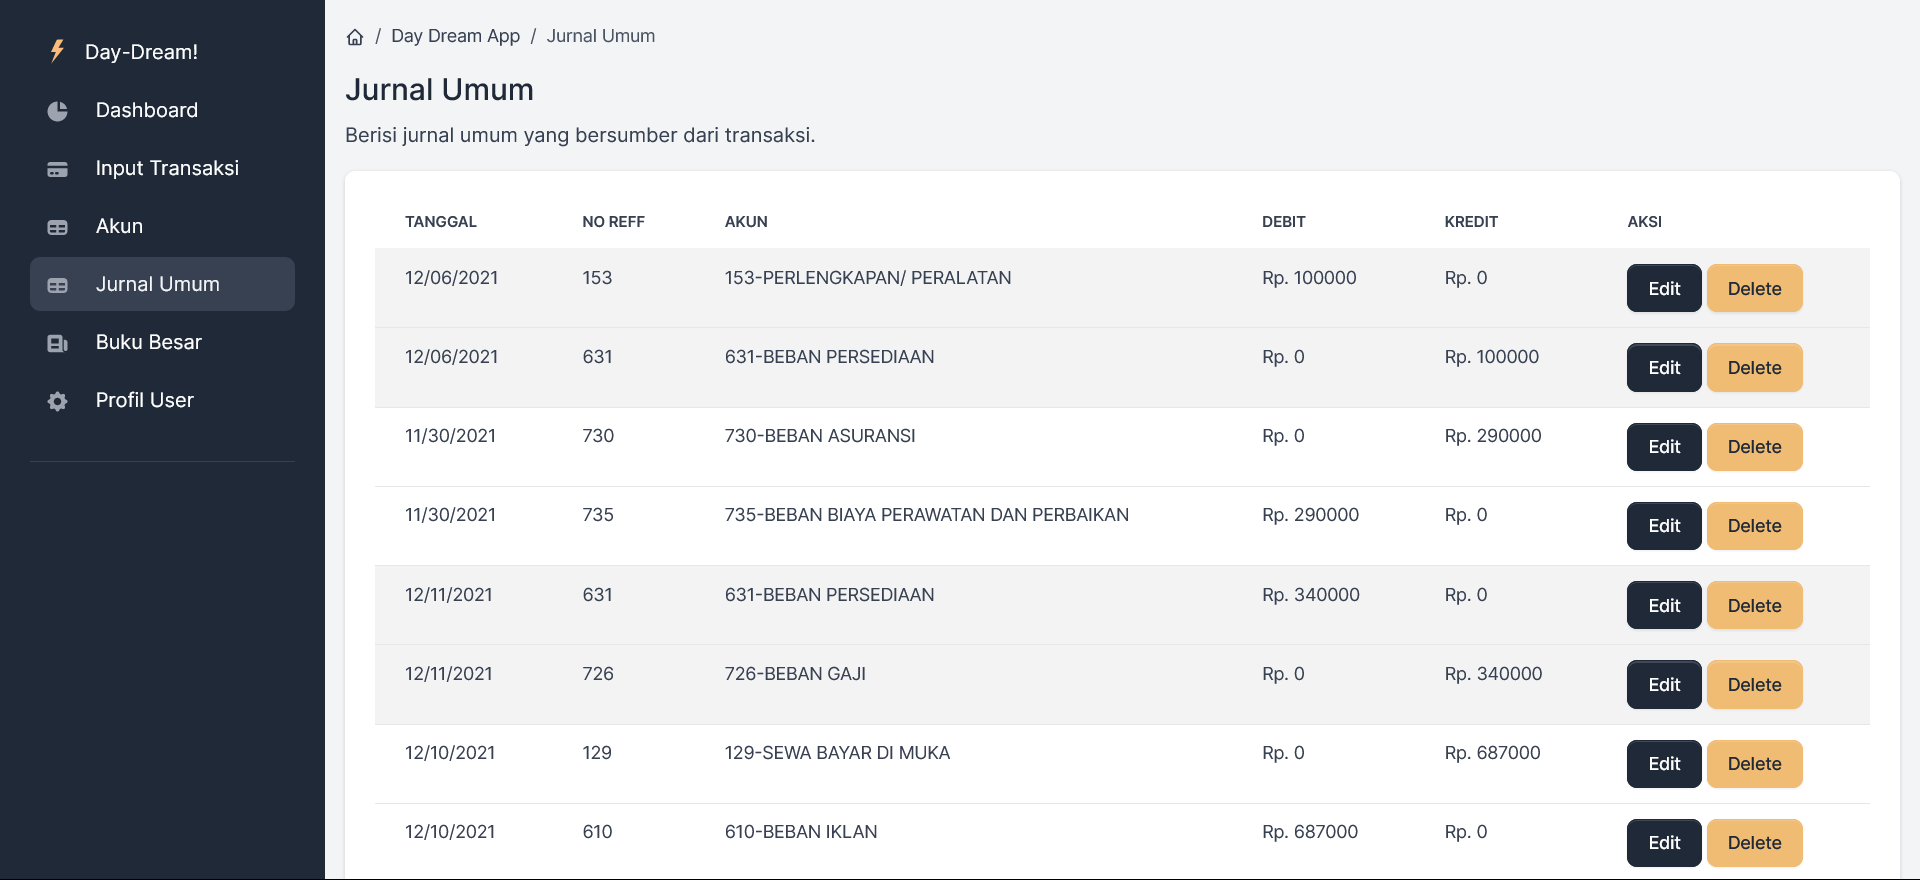 Day-Dream!
Dashboard
Input Transaksi
Akun
Jurnal Umum
Buku Besar
Profil User
/ Day Dream App / Jurnal Umum
Jurnal Umum
Berisi jurnal umum yang bersumber dari transaksi.
TANGGAL NO REFF AKUN DEBIT KREDIT AKSI
12/06/2021 153 153-PERLENGKAPAN/ PERALATAN Rp. 100000 Rp. 0 Edit Delete
12/06/2021 631 631-BEBAN PERSEDIAAN Rp. 0 Rp. 100000 Edit Delete
11/30/2021 730 730-BEBAN ASURANSI Rp. 0 Rp. 290000 Edit Delete
11/30/2021 735 735-BEBAN BIAYA PERAWATAN DAN PERBAIKAN Rp. 290000 Rp. 0 Edit Delete
12/11/2021 631 631-BEBAN PERSEDIAAN Rp. 340000 Rp. 0 Edit Delete
12/11/2021 726 726-BEBAN GAJI Rp. 0 Rp. 340000 Edit Delete
12/10/2021 129 129-SEWA BAYAR DI MUKA Rp. 0 Rp. 687000 Edit Delete
12/10/2021 610 610-BEBAN IKLAN Rp. 687000 Rp. 0 Edit Delete